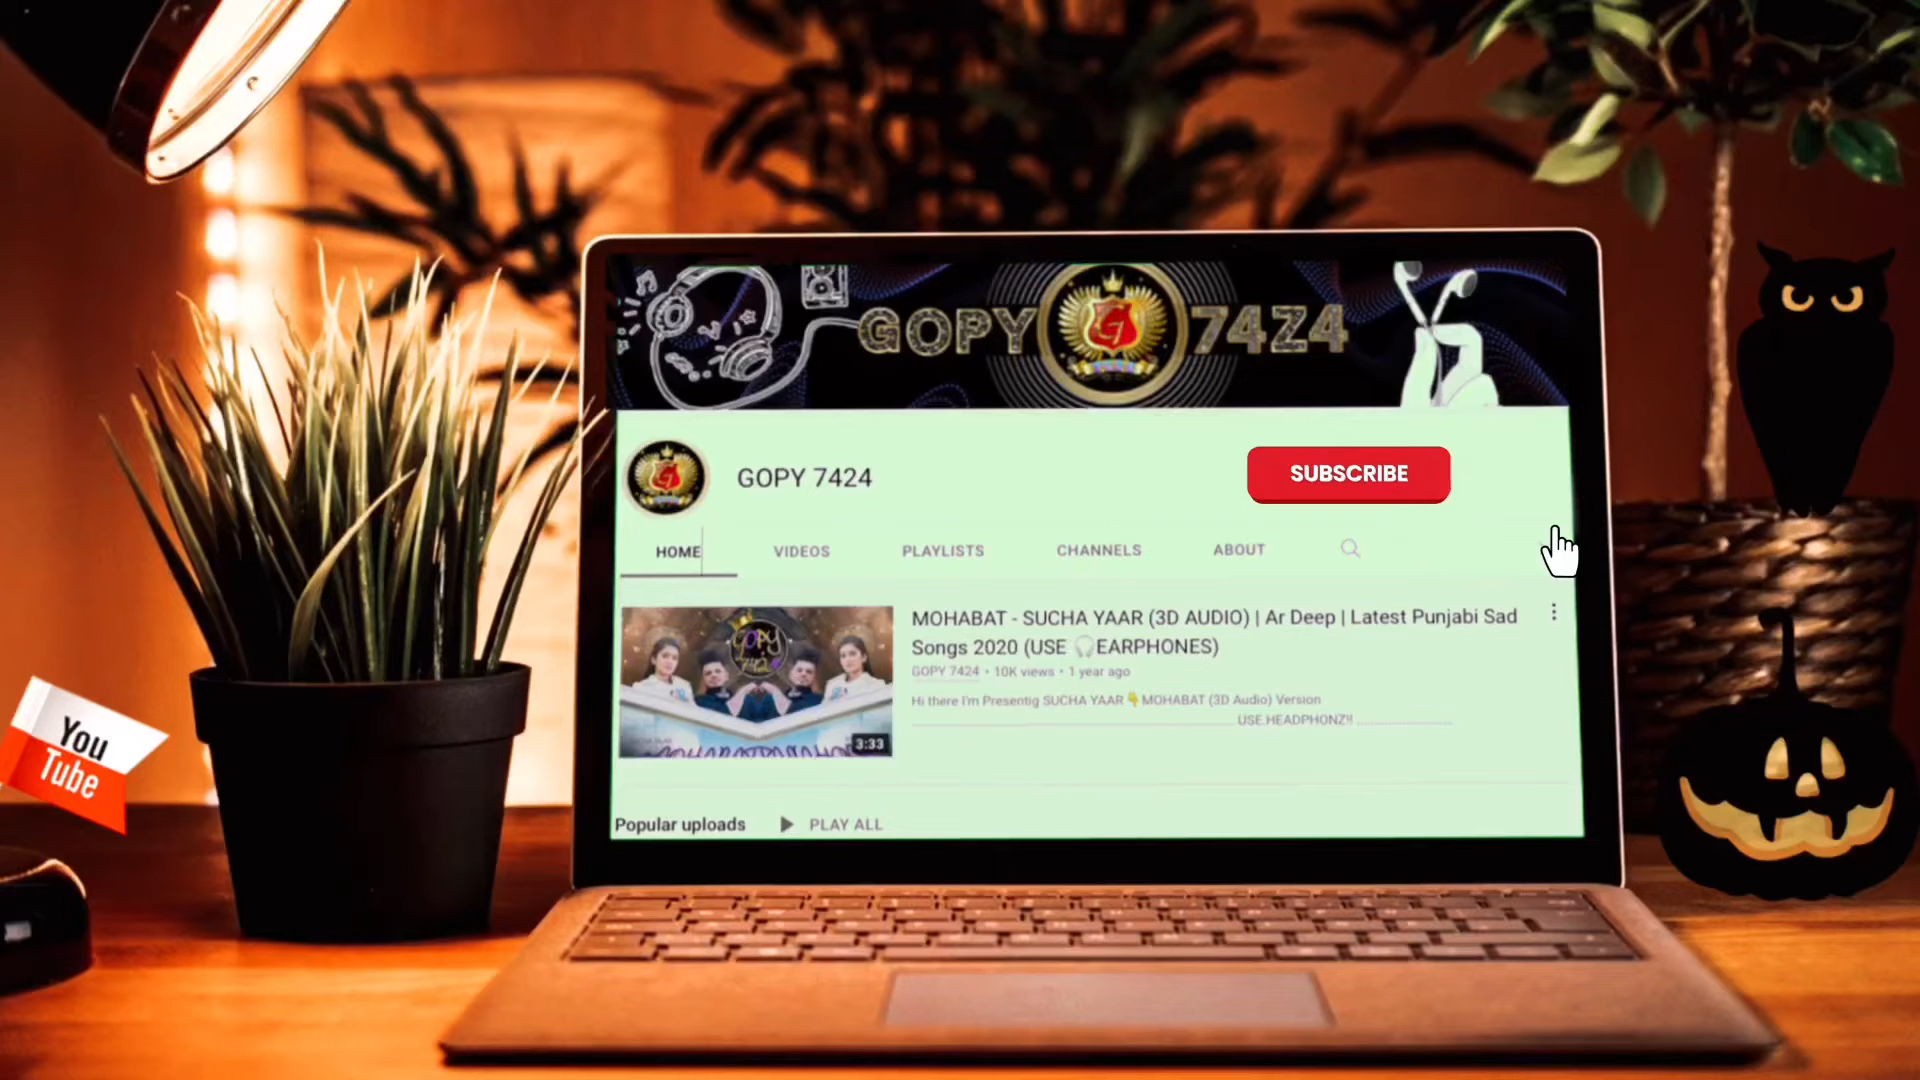 GOPY 74Z4
GOPY 7424
SUBSCRIBE
HOME VIDEOS PLAYLISTS CHANNELS ABOUT
MOHABAT - SUCHA YAAR (3D AUDIO) | Ar Deep | Latest Punjabi Sad
Songs 2020 (USE 🎧EARPHONES)
GOPY 7424 • 10K views • 1 year ago
Hi there I'm Presentig SUCHA YAAR👇MOHABAT (3D Audio) Version
USE HEADPHONZ!!
GOPY
3:33
Popular uploads PLAY ALL
You
Tube